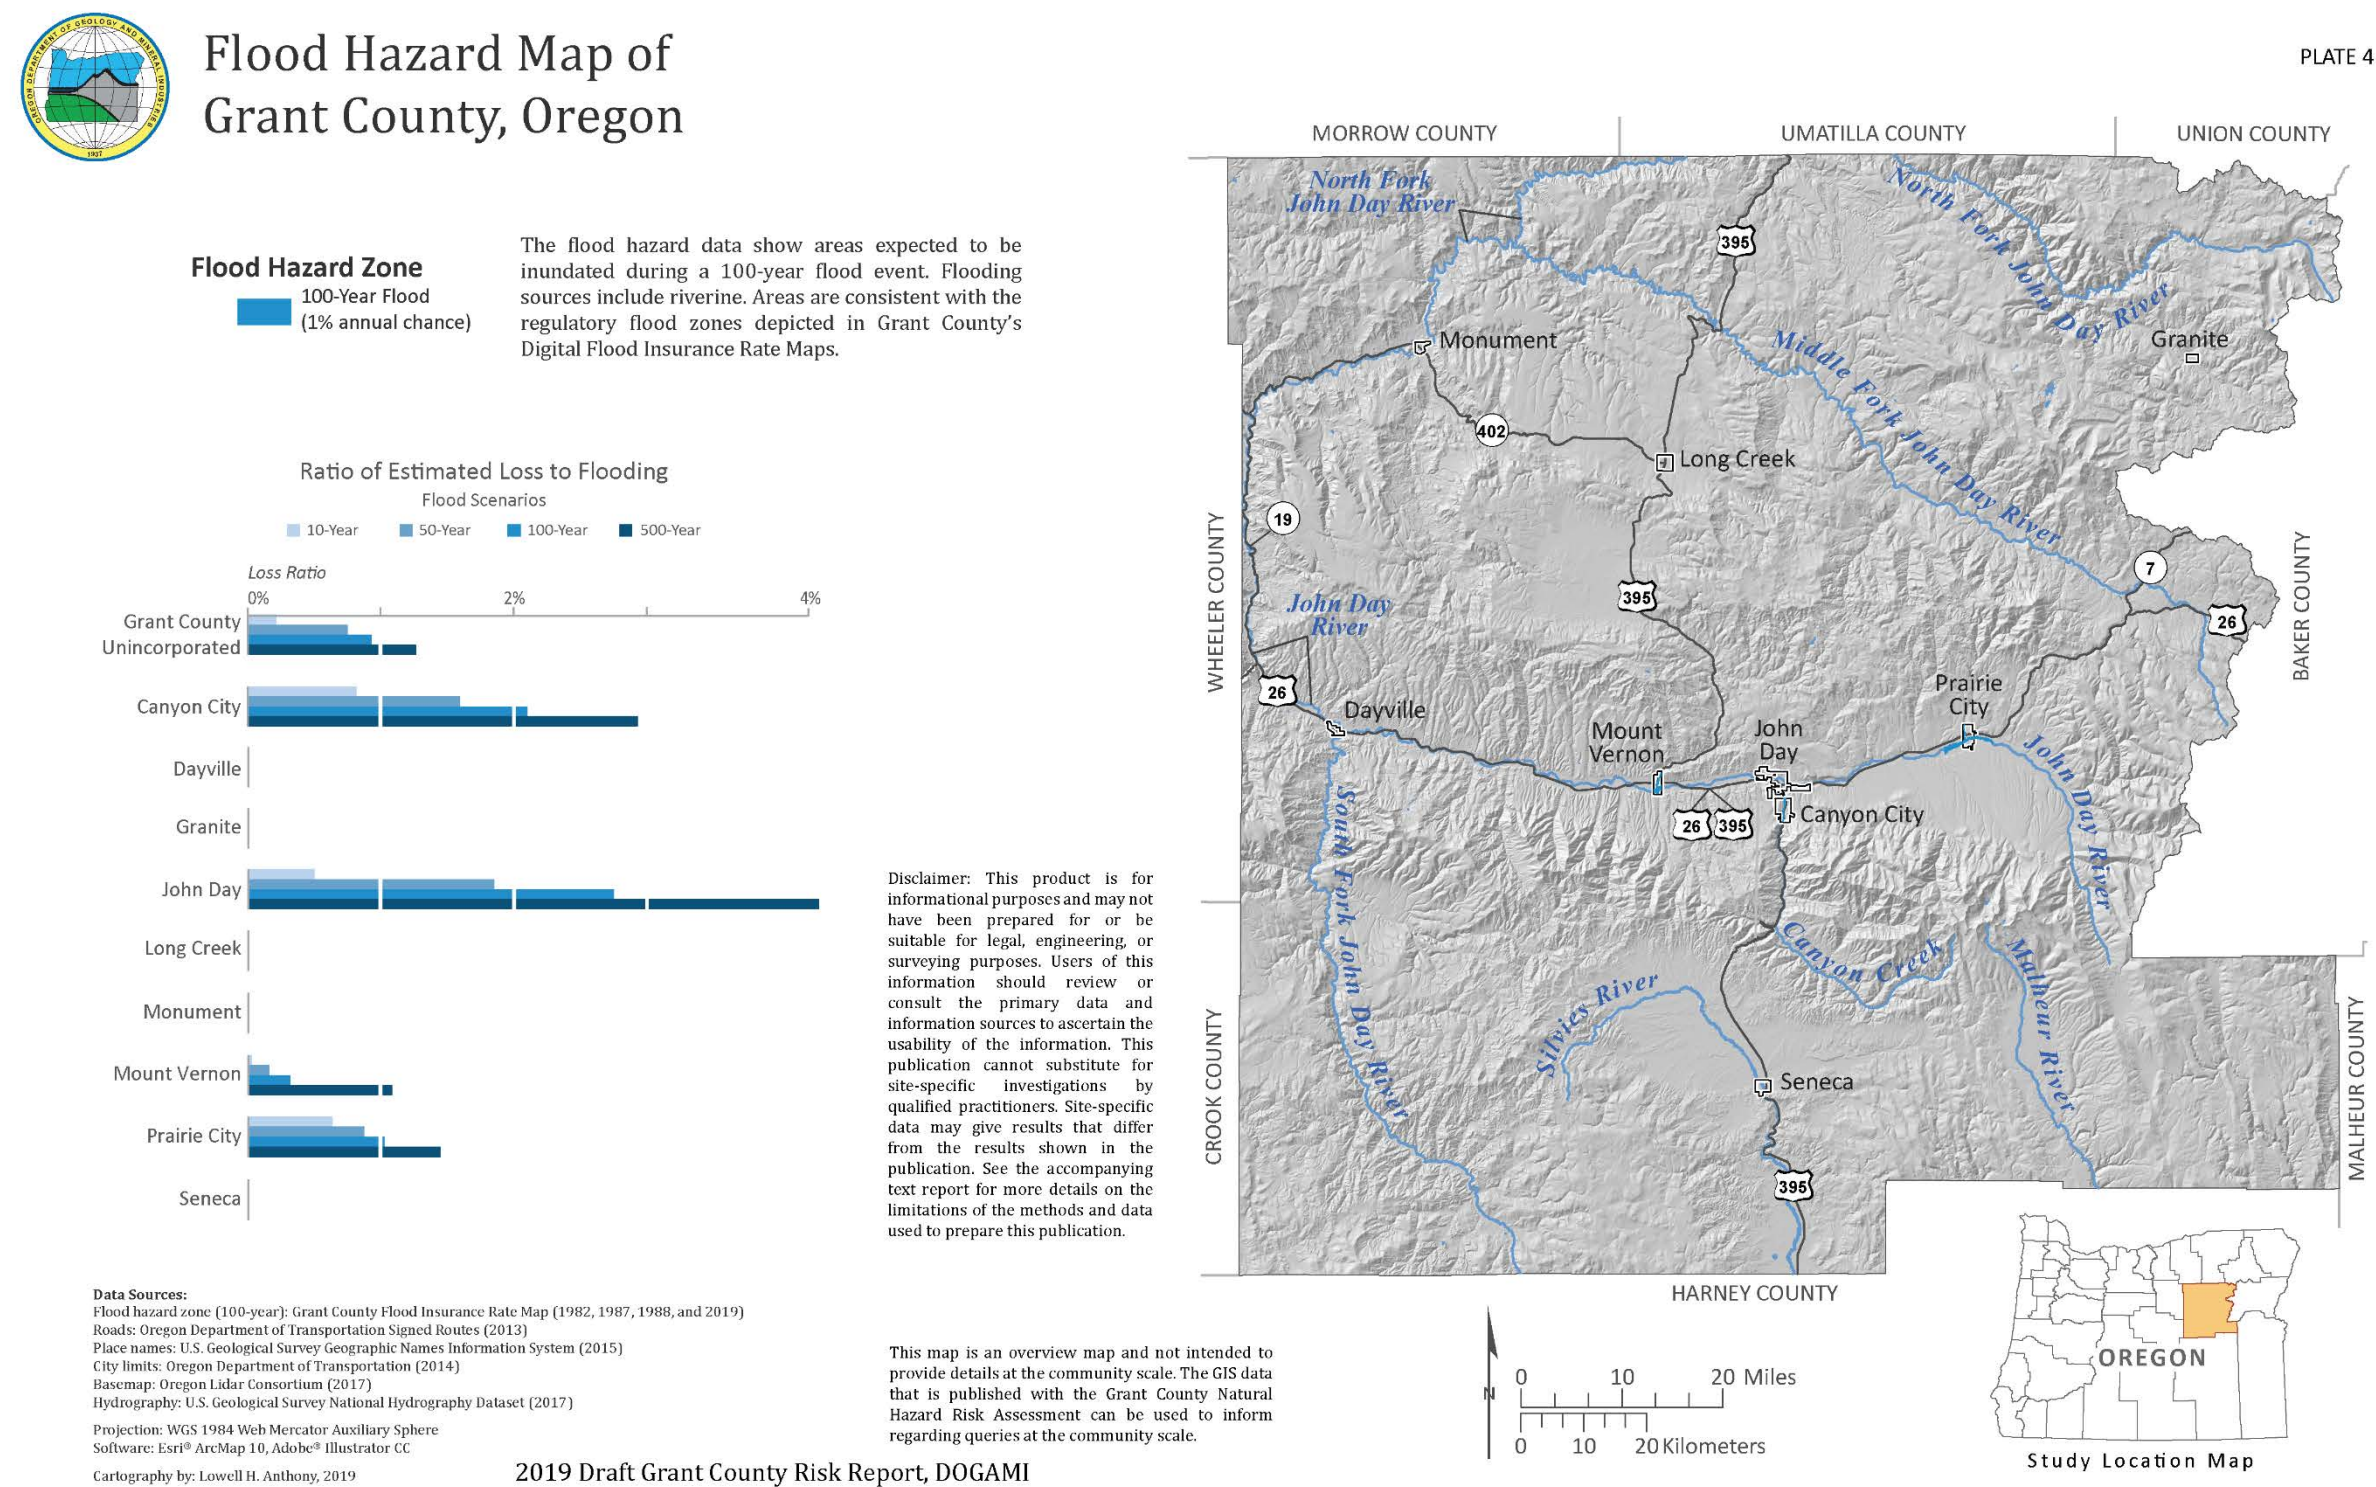 OREGON DEPARTMENT OF GEOLOGY AND MINERAL INDUSTRIES
1937
Flood Hazard Map of
Grant County, Oregon
PLATE 4
Flood Hazard Zone
100-Year Flood
(1% annual chance)
The flood hazard data show areas expected to be
inundated during a 100-year flood event. Flooding
sources include riverine. Areas are consistent with the
regulatory flood zones depicted in Grant County's
Digital Flood Insurance Rate Maps.
Ratio of Estimated Loss to Flooding
Flood Scenarios
10-Year 50-Year 100-Year 500-Year
Loss Ratio
0% 2% 4%
Grant County
Unincorporated
Canyon City
Dayville
Granite
John Day
Long Creek
Monument
Mount Vernon
Prairie City
Seneca
Disclaimer: This product is for
informational purposes and may not
have been prepared for or be
suitable for legal, engineering, or
surveying purposes. Users of this
information should review or
consult the primary data and
information sources to ascertain the
usability of the information. This
publication cannot substitute for
site-specific investigations by
qualified practitioners. Site-specific
data may give results that differ
from the results shown in the
publication. See the accompanying
text report for more details on the
limitations of the methods and data
used to prepare this publication.
Data Sources:
Flood hazard zone (100-year): Grant County Flood Insurance Rate Map (1982, 1987, 1988, and 2019)
Roads: Oregon Department of Transportation Signed Routes (2013)
Place names: U.S. Geological Survey Geographic Names Information System (2015)
City limits: Oregon Department of Transportation (2014)
Basemap: Oregon Lidar Consortium (2017)
Hydrography: U.S. Geological Survey National Hydrography Dataset (2017)
Projection: WGS 1984 Web Mercator Auxiliary Sphere
Software: Esri® ArcMap 10, Adobe® Illustrator CC
Cartography by: Lowell H. Anthony, 2019
2019 Draft Grant County Risk Report, DOGAMI
This map is an overview map and not intended to
provide details at the community scale. The GIS data
that is published with the Grant County Natural
Hazard Risk Assessment can be used to inform
regarding queries at the community scale.
MORROW COUNTY
UMATILLA COUNTY
UNION COUNTY
North Fork
John Day River
395
North Fork John Day River
Monument
Middle Fork John Day River
Granite
402
Long Creek
19
WHEELER COUNTY
BAKER COUNTY
7
395
John Day
River
26
26
Dayville
Mount
Vernon
John
Day
Prairie
City
26
395
Canyon City
John Day River
South Fork John Day River
Canyon Creek
Silvies River
Malheur River
Seneca
CROOK COUNTY
MALHEUR COUNTY
395
HARNEY COUNTY
N
0 10 20 Miles
0 10 20 Kilometers
OREGON
Study Location Map